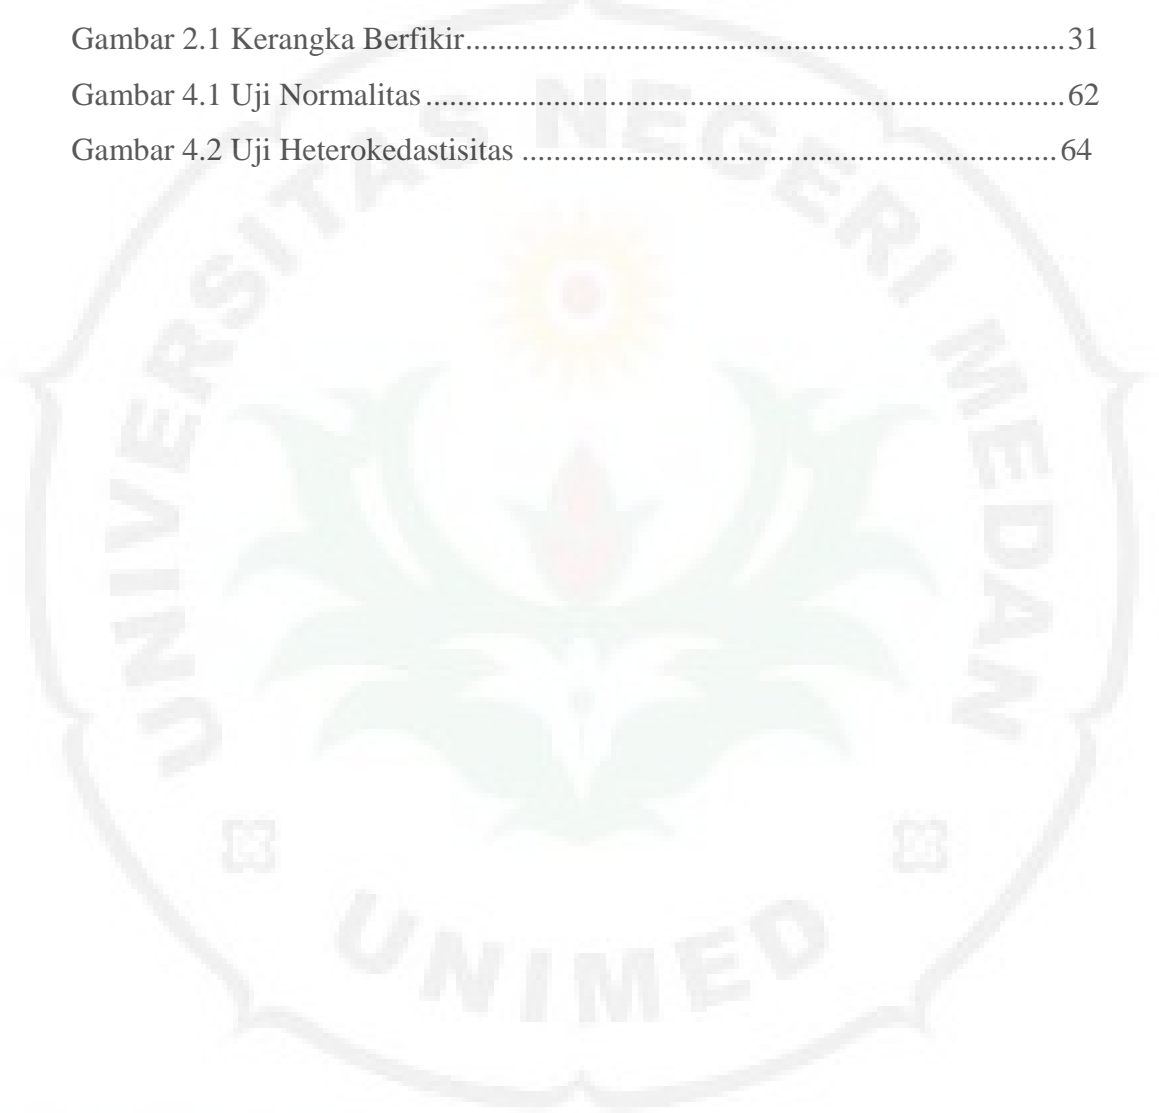 Gambar 2.1 Kerangka Berfikir...........................................................................31
Gambar 4.1 Uji Normalitas................................................................................62
Gambar 4.2 Uji Heterokedastisitas ...................................................................64
UNIVERSITAS NEGERI MEDAN
UNIMED